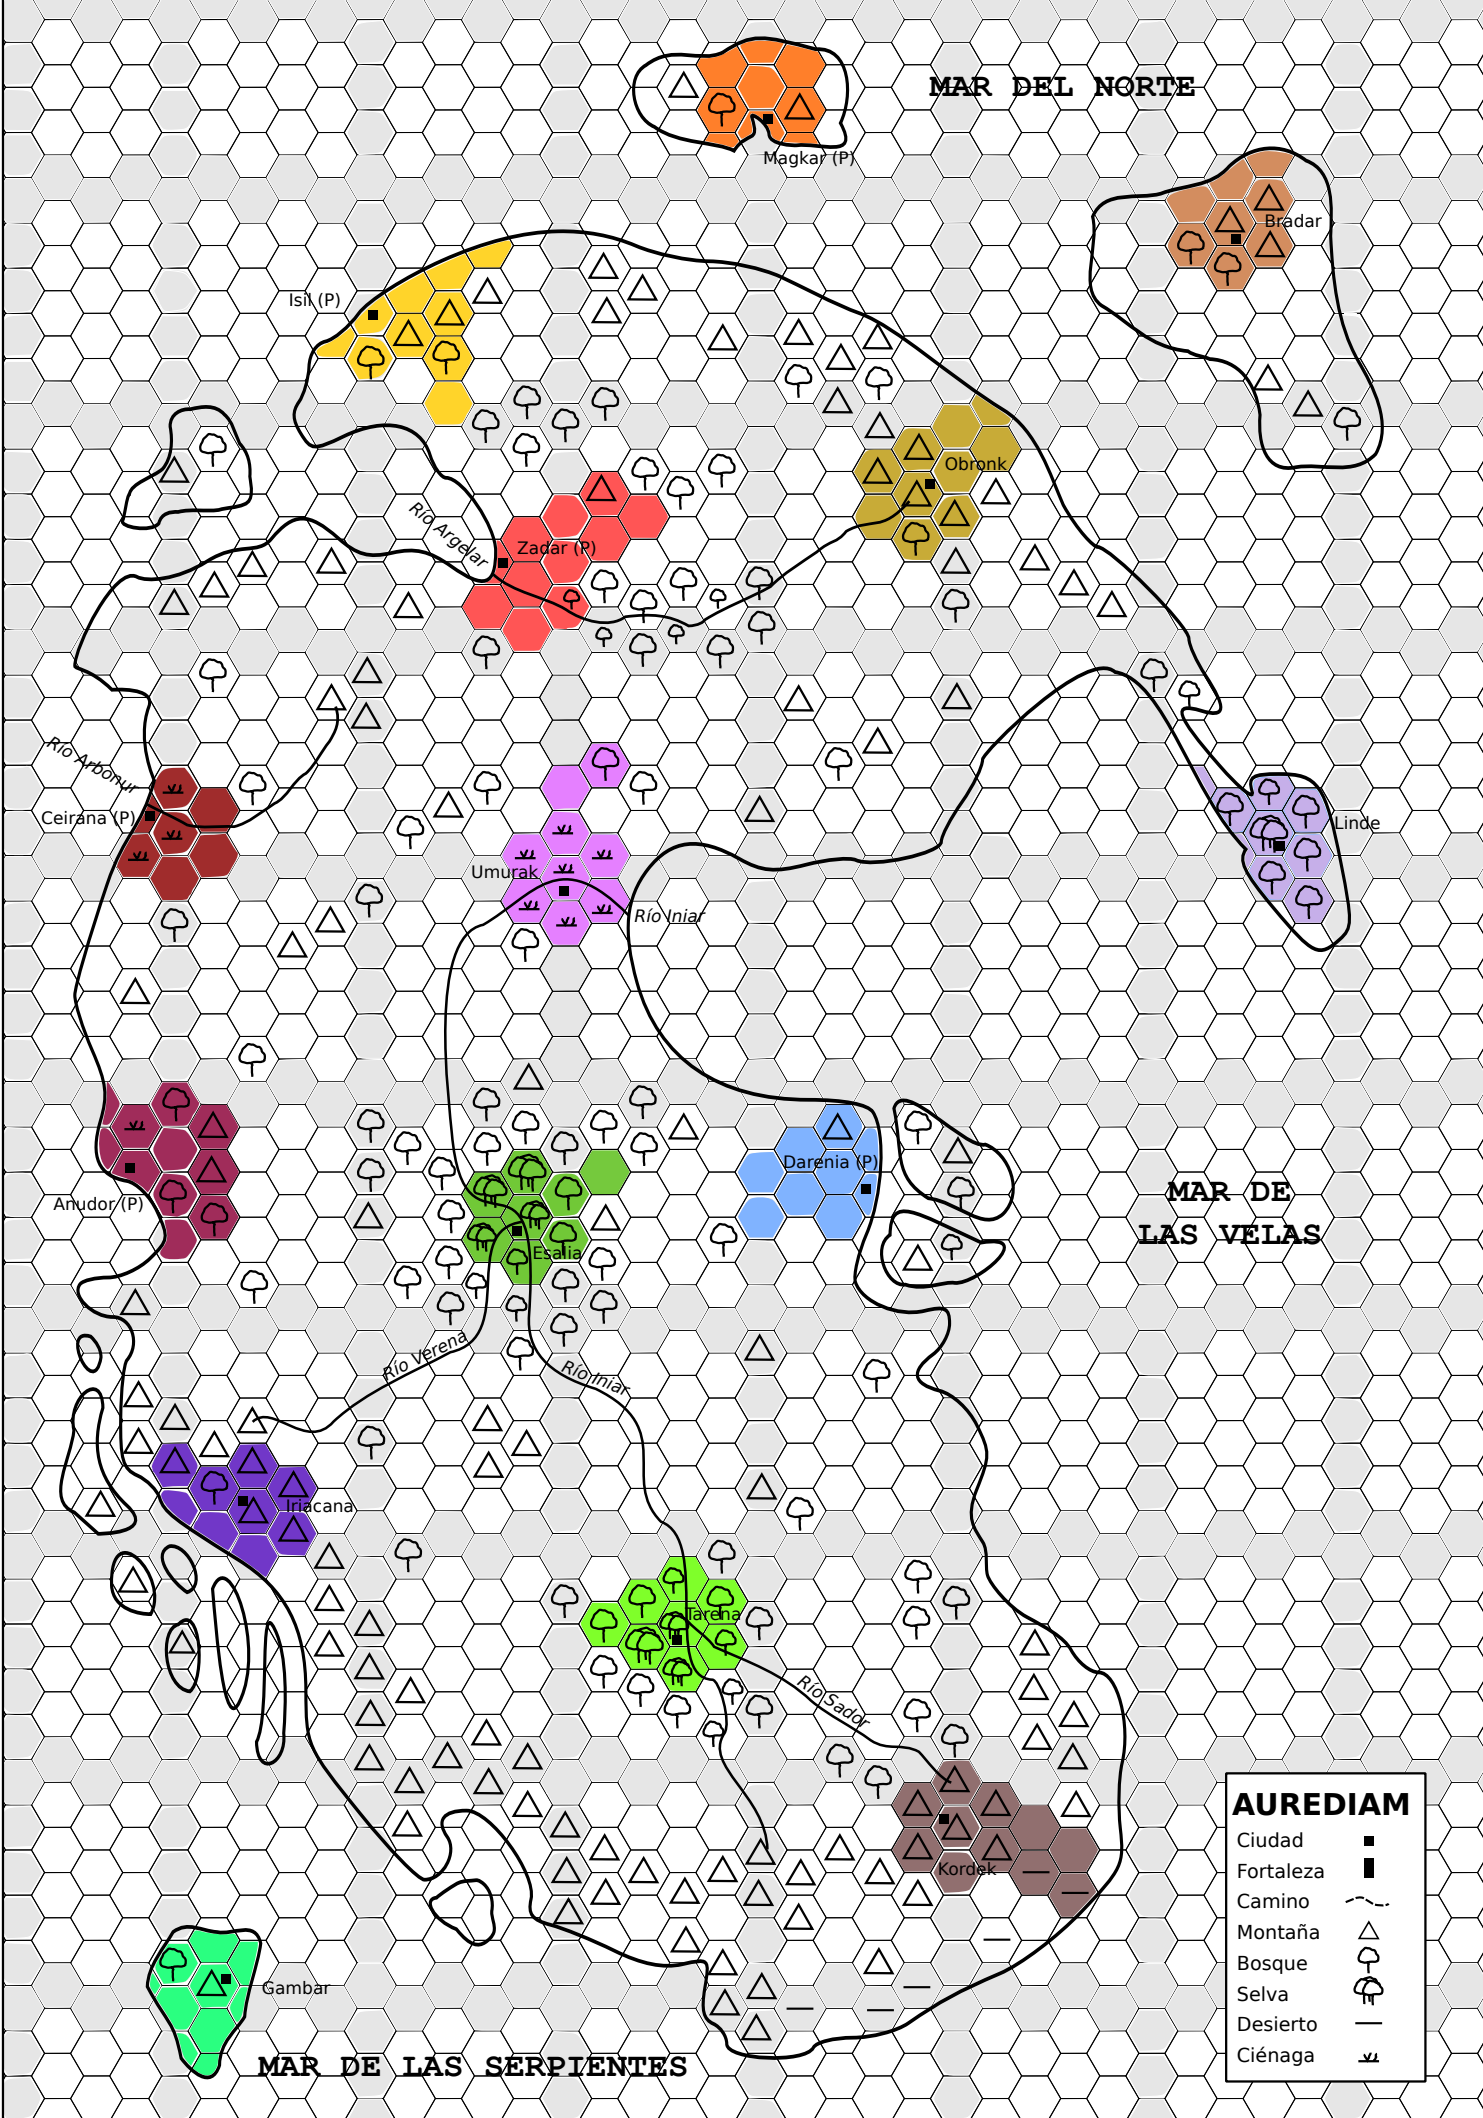 MAR DEL NORTE
Magkar (P)
Bradar
Isil (P)
Obronk
Río Argelar
Zadar (P)
Río Arbonur
Ceirana (P)
Linde
Umurak
Río Iniar
Darenia (P)
Anudor (P)
MAR DE
LAS VELAS
Esalia
Río Verena
Río Iniar
Iriacana
Tarena
Río Sador
Kordek
Gambar
MAR DE LAS SERPIENTES
AUREDIAM
Ciudad
Fortaleza
Camino
Montaña
Bosque
Selva
Desierto
Ciénaga